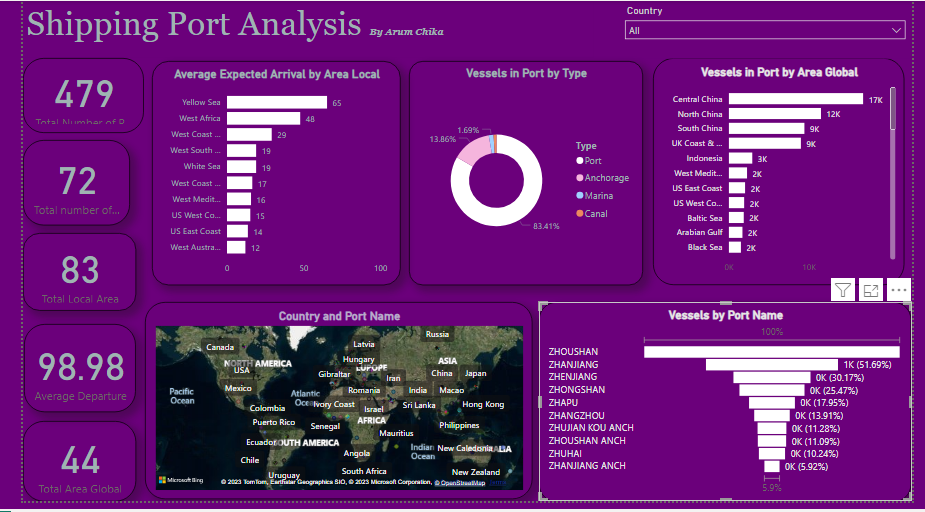 Shipping Port Analysis By Arum Chika
Country
All
479
Total Number of P
72
Total number of...
83
Total Local Area
98.98
Average Departure
44
Total Area Global
Average Expected Arrival by Area Local
Yellow Sea 65
West Africa 48
West Coast ... 29
West South ... 19
White Sea 19
West Coast ... 17
West Medit... 16
US West Co... 15
US East Coast 14
West Austra... 12
0 50 100
Vessels in Port by Type
1.69%
13.86%
83.41%
Type
Port
Anchorage
Marina
Canal
Vessels in Port by Area Global
Central China 17K
North China 12K
South China 9K
UK Coast & ... 9K
Indonesia 3K
West Medit... 2K
US East Coast 2K
US West Co... 2K
Baltic Sea 2K
Arabian Gulf 2K
Black Sea 2K
0K 10K
Country and Port Name
Russia
Canada
Latvia
NORTH AMERICA
Hungary
ASIA
USA
Gibraltar
EUROPE
Iran
China
Japan
Mexico
Pacific
Ocean
Atlantic
Ocean
Romania
India
Macao
Colombia
Ivory Coast
Israel
Sri Lanka
Hong Kong
Puerto Rico
Senegal
AFRICA
Mauritius
Philippines
Ecuador
SOUTH AMERICA
Angola
Indian
Ocean
New Caledonia
ALIA
Chile
South Africa
New Zealand
Uruguay
Microsoft Bing
© 2023 TomTom, Earthstar Geographics SIO, © 2023 Microsoft Corporation, © OpenStreetMap Terms
Vessels by Port Name
100%
ZHOUSHAN
ZHANJIANG 1K (51.69%)
ZHENJIANG 0K (30.17%)
ZHONGSHAN 0K (25.47%)
ZHAPU 0K (17.95%)
ZHANGZHOU 0K (13.91%)
ZHUJIAN KOU ANCH 0K (11.28%)
ZHOUSHAN ANCH 0K (11.09%)
ZHUHAI 0K (10.24%)
ZHANJIANG ANCH 0K (5.92%)
5.9%